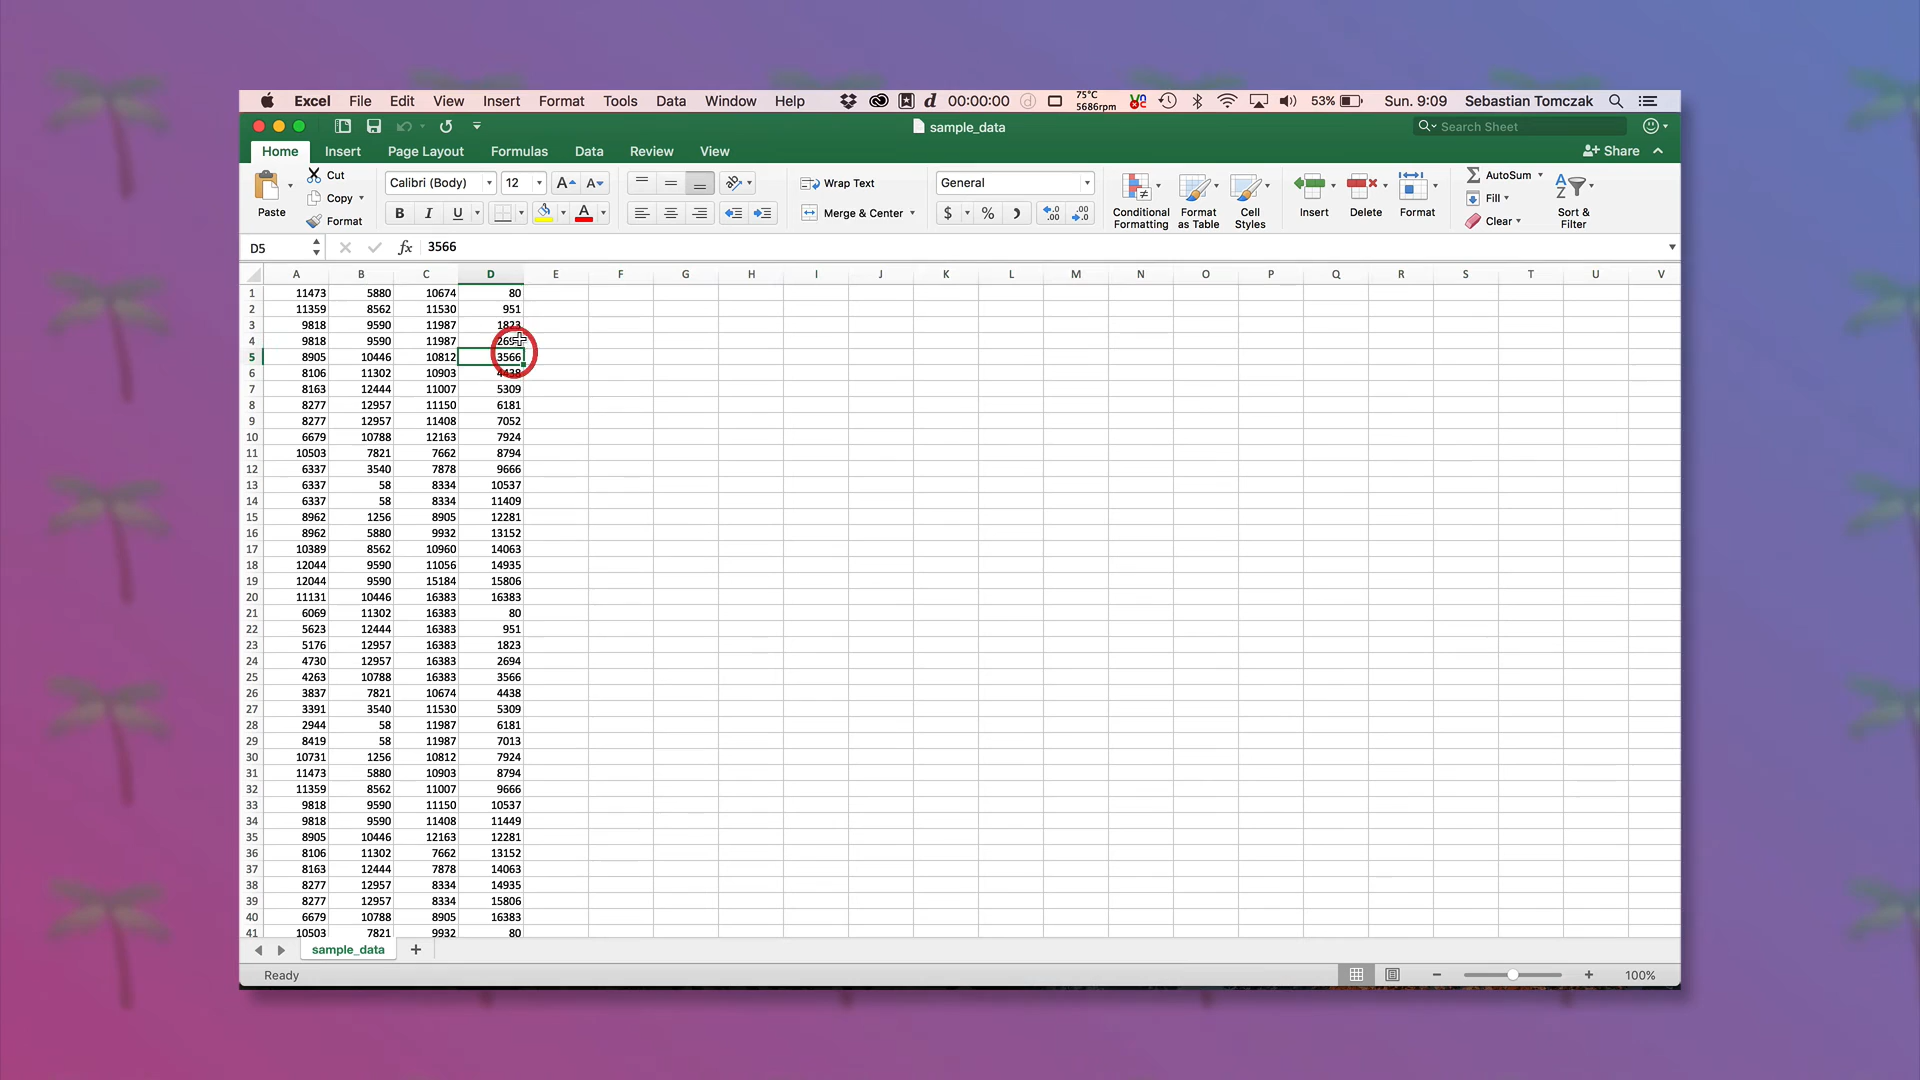 Excel File Edit View Insert Format Tools Data Window Help d 00:00:00 75°C 5686rpm 53% Sun. 9:09 Sebastian Tomczak
sample_data
Search Sheet
Home Insert Page Layout Formulas Data Review View Share
Paste Cut Copy Format
Calibri (Body) 12
B I U A
Wrap Text
Merge & Center
General
$ %
Conditional Formatting
Format as Table
Cell Styles
Insert Delete Format
AutoSum
Fill
Clear
Sort & Filter
D5 fx 3566
A B C D E F G H I J K L M N O P Q R S T U V
1 11473 5880 10674 80
2 11359 8562 11530 951
3 9818 9590 11987 1823
4 9818 9590 11987
5 8905 10446 10812 3566
6 8106 11302 10903 4438
7 8163 12444 11007 5309
8 8277 12957 11150 6181
9 8277 12957 11408 7052
10 6679 10788 12163 7924
11 10503 7821 7662 8794
12 6337 3540 7878 9666
13 6337 58 8334 10537
14 6337 58 8334 11409
15 8962 1256 8905 12281
16 8962 5880 9932 13152
17 10389 8562 10960 14063
18 12044 9590 11056 14935
19 12044 9590 15184 15806
20 11131 10446 16383 16383
21 6069 11302 16383 80
22 5623 12444 16383 951
23 5176 12957 16383 1823
24 4730 12957 16383 2694
25 4263 10788 16383 3566
26 3837 7821 10674 4438
27 3391 3540 11530 5309
28 2944 58 11987 6181
29 8419 58 11987 7013
30 10731 1256 10812 7924
31 11473 5880 10903 8794
32 11359 8562 11007 9666
33 9818 9590 11150 10537
34 9818 9590 11408 11449
35 8905 10446 12163 12281
36 8106 11302 7662 13152
37 8163 12444 7878 14063
38 8277 12957 8334 14935
39 8277 12957 8334 15806
40 6679 10788 8905 16383
41 10503 7821 9932 80
sample_data
Ready 100%